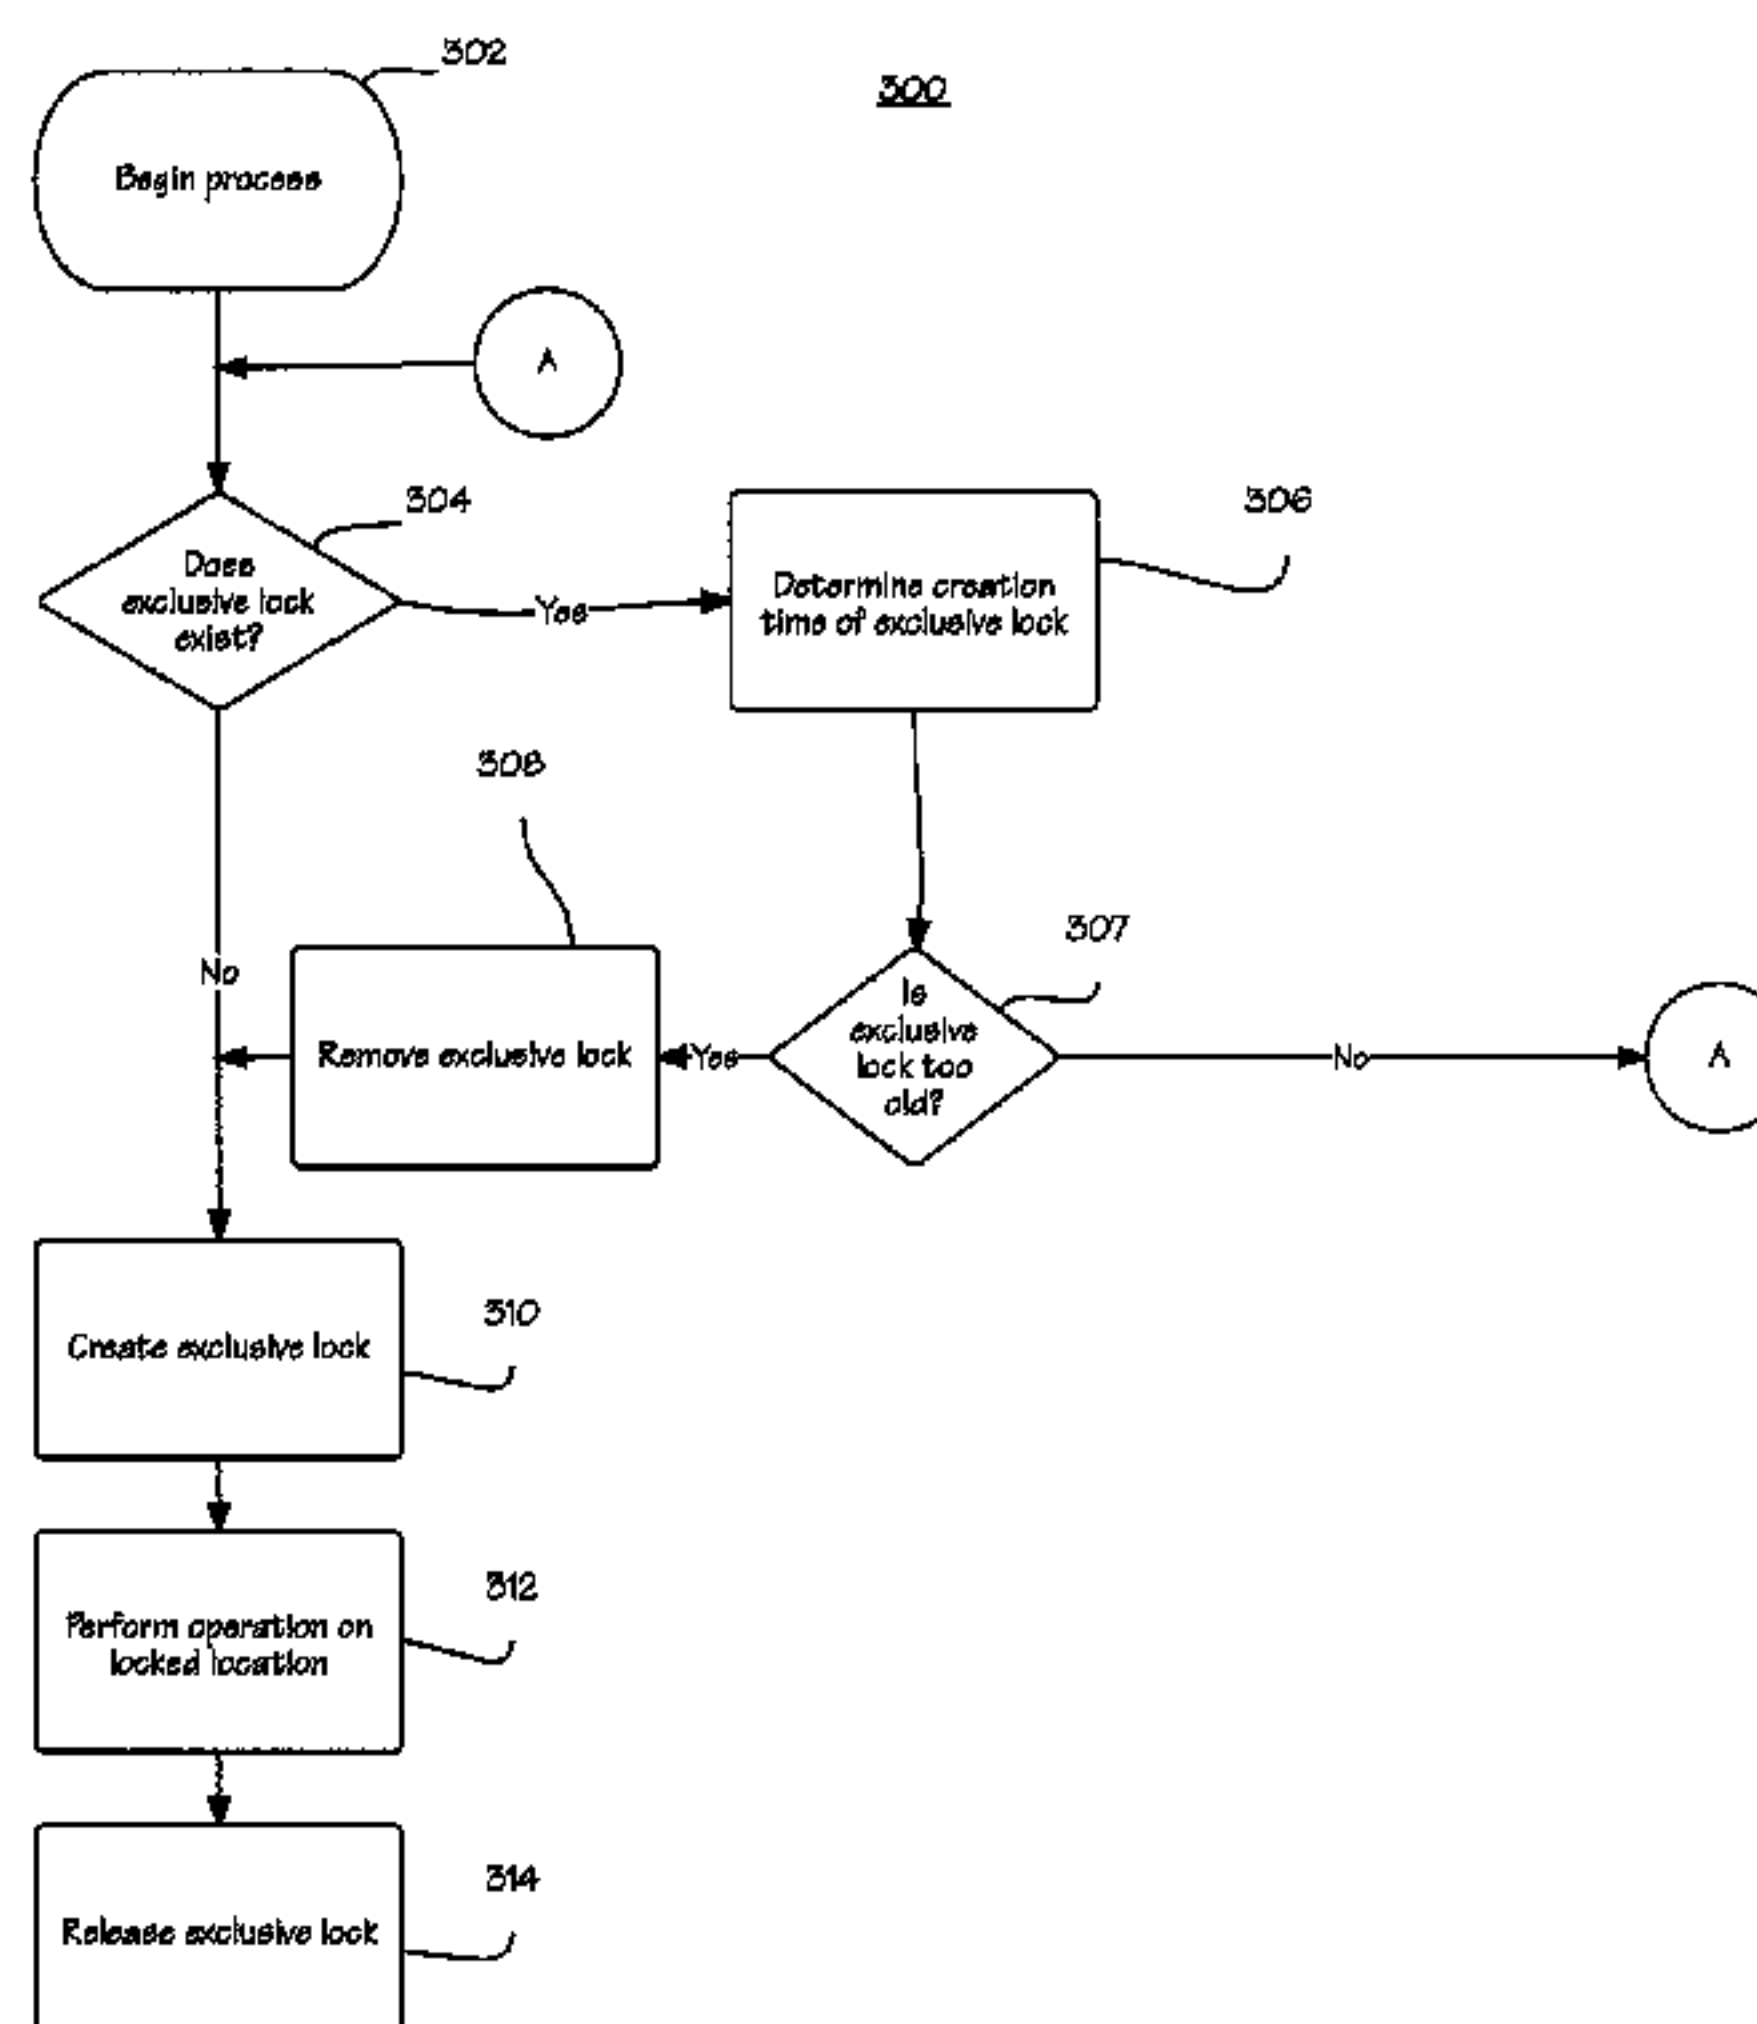 302
300
Begin process
A
304
306
Does
exclusive lock
exist?
Yes
Determine creation
time of exclusive lock
308
307
No
Remove exclusive lock
Yes
Is
exclusive
lock too
old?
No
A
310
Create exclusive lock
312
Perform operation on
locked location
314
Release exclusive lock